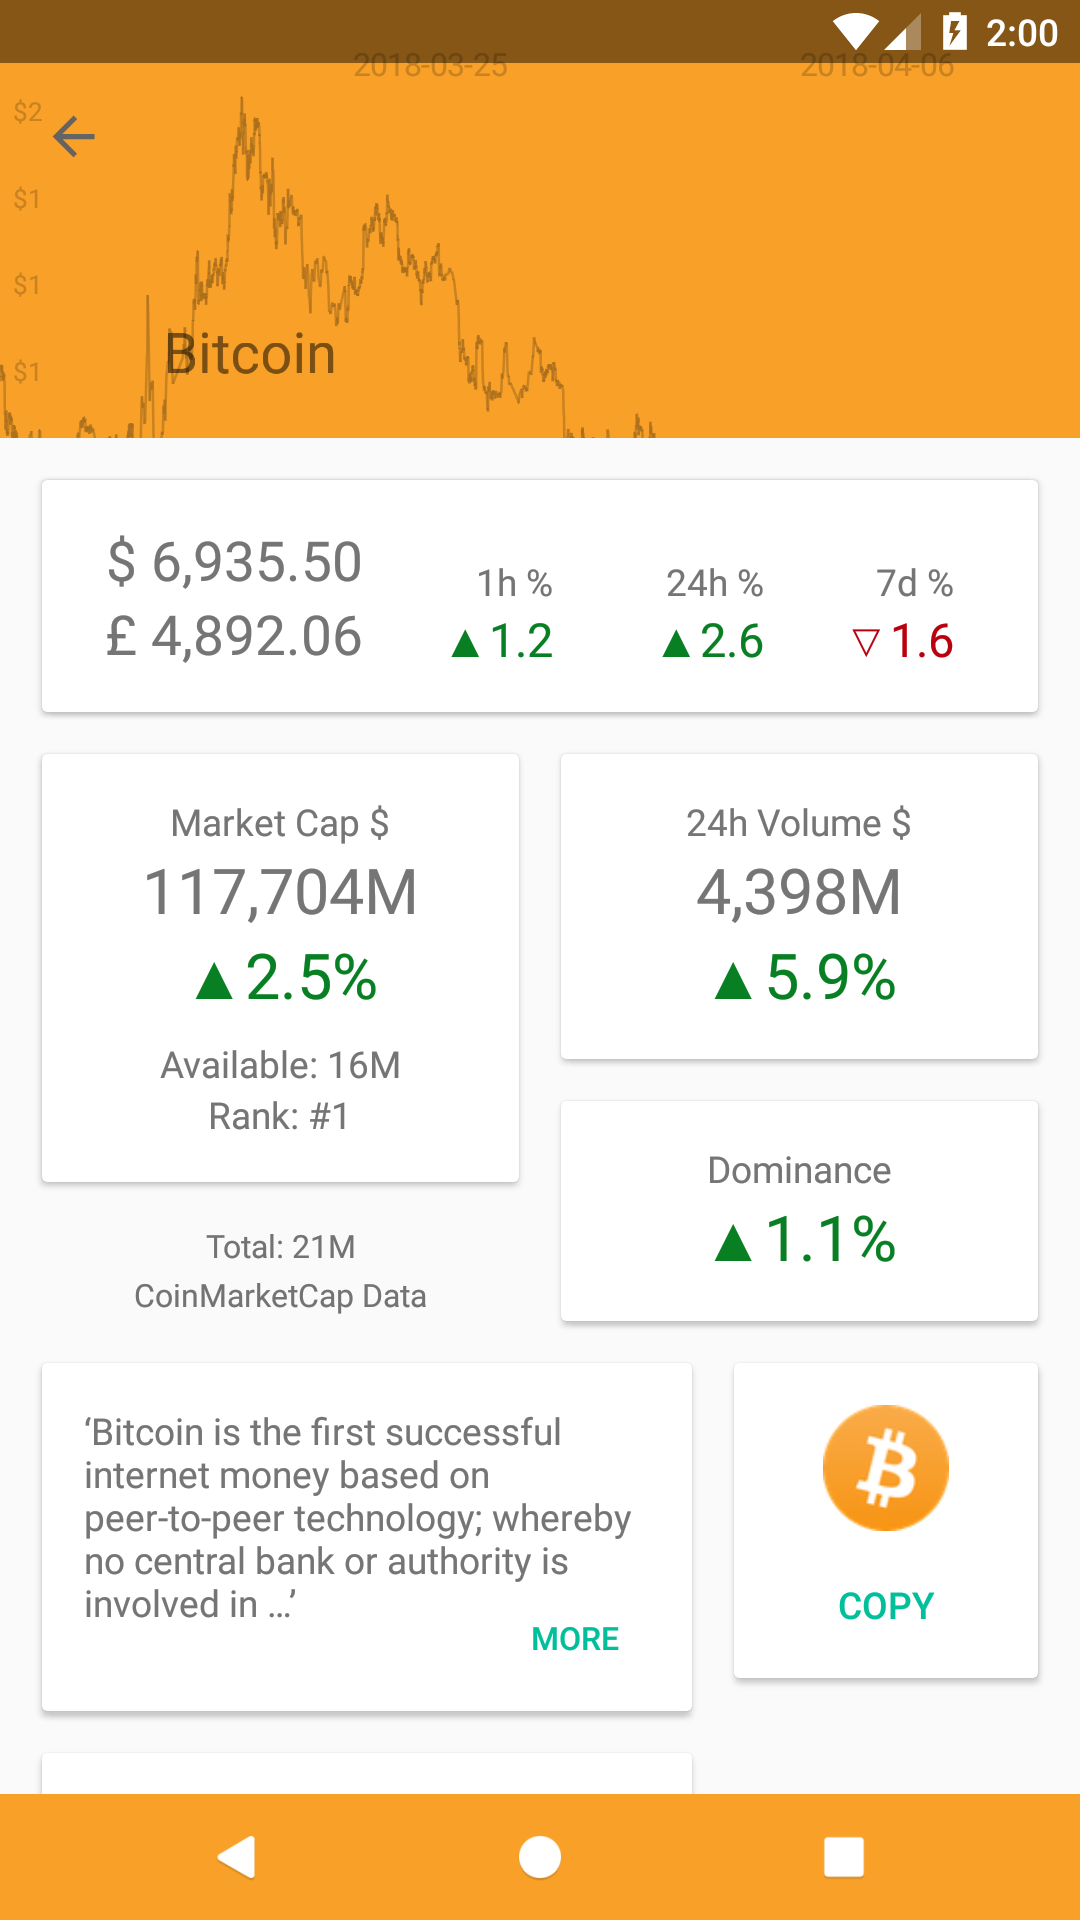 2:00
2018-03-25 2018-04-06
$2
$1
$1
$1
Bitcoin
$ 6,935.50
£ 4,892.06
1h % 24h % 7d %
▲1.2 ▲2.6 ▽1.6
Market Cap $
117,704M
▲2.5%
Available: 16M
Rank: #1
24h Volume $
4,398M
▲5.9%
Dominance
▲1.1%
Total: 21M
CoinMarketCap Data
‘Bitcoin is the first successful
internet money based on
peer-to-peer technology; whereby
no central bank or authority is
involved in …’
MORE
COPY